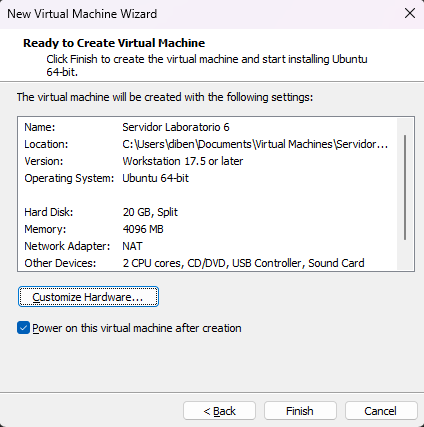 New Virtual Machine Wizard
Ready to Create Virtual Machine
Click Finish to create the virtual machine and start installing Ubuntu
64-bit.
The virtual machine will be created with the following settings:
Name: Servidor Laboratorio 6
Location: C:\Users\diben\Documents\Virtual Machines\Servidor...
Version: Workstation 17.5 or later
Operating System: Ubuntu 64-bit
Hard Disk: 20 GB, Split
Memory: 4096 MB
Network Adapter: NAT
Other Devices: 2 CPU cores, CD/DVD, USB Controller, Sound Card
Customize Hardware...
Power on this virtual machine after creation
< Back Finish Cancel